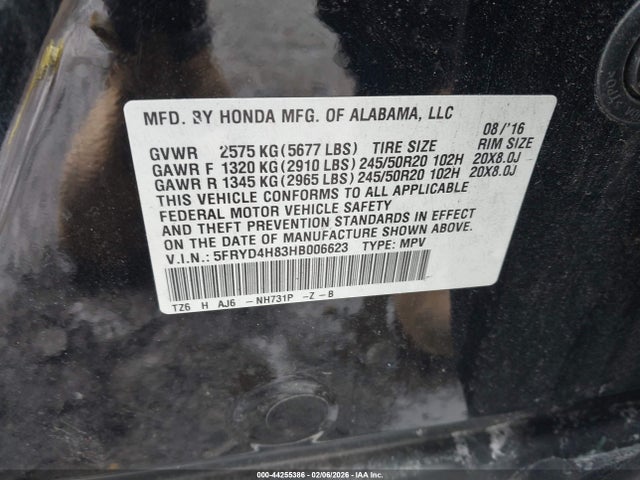 MFD. BY HONDA MFG. OF ALABAMA, LLC
08/'16
GVWR 2575 KG (5677 LBS) TIRE SIZE RIM SIZE
GAWR F 1320 KG (2910 LBS) 245/50R20 102H 20X8.0J
GAWR R 1345 KG (2965 LBS) 245/50R20 102H 20X8.0J
THIS VEHICLE CONFORMS TO ALL APPLICABLE
FEDERAL MOTOR VEHICLE SAFETY
AND THEFT PREVENTION STANDARDS IN EFFECT
ON THE DATE OF MANUFACTURE SHOWN ABOVE.
V.I.N.: 5FRYD4H83HB006623 TYPE: MPV
TZ6 H AJ6 - NH731P -Z - B
000-44255386 - 02/06/2026 - IAA Inc.